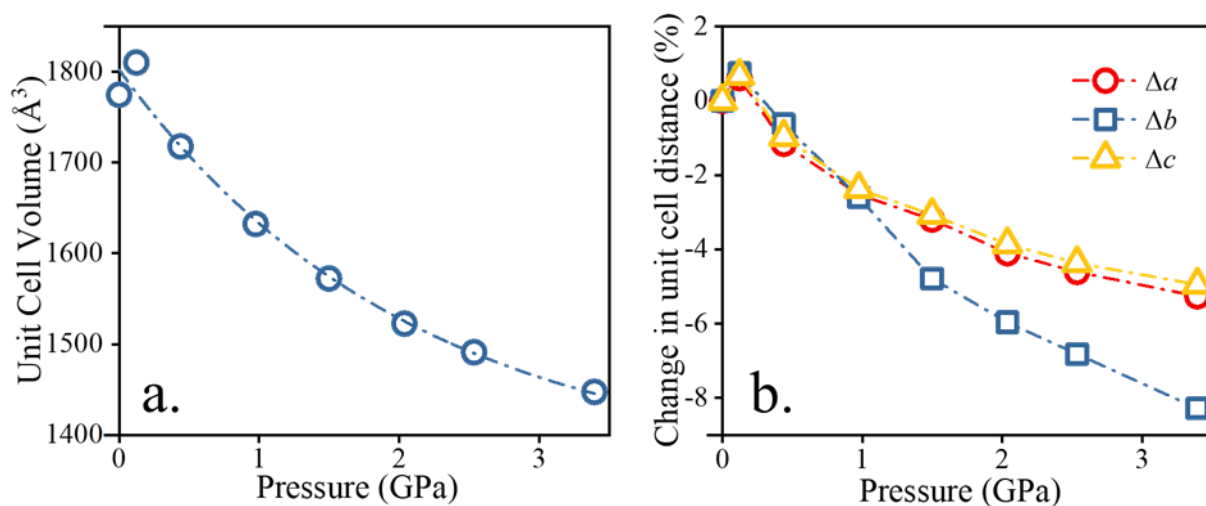 Unit Cell Volume (Å³)
1800
1700
1600
1500
1400
0
1
2
3
Pressure (GPa)
a.
Change in unit cell distance (%)
2
0
-2
-4
-6
-8
0
1
2
3
Pressure (GPa)
b.
Δa
Δb
Δc